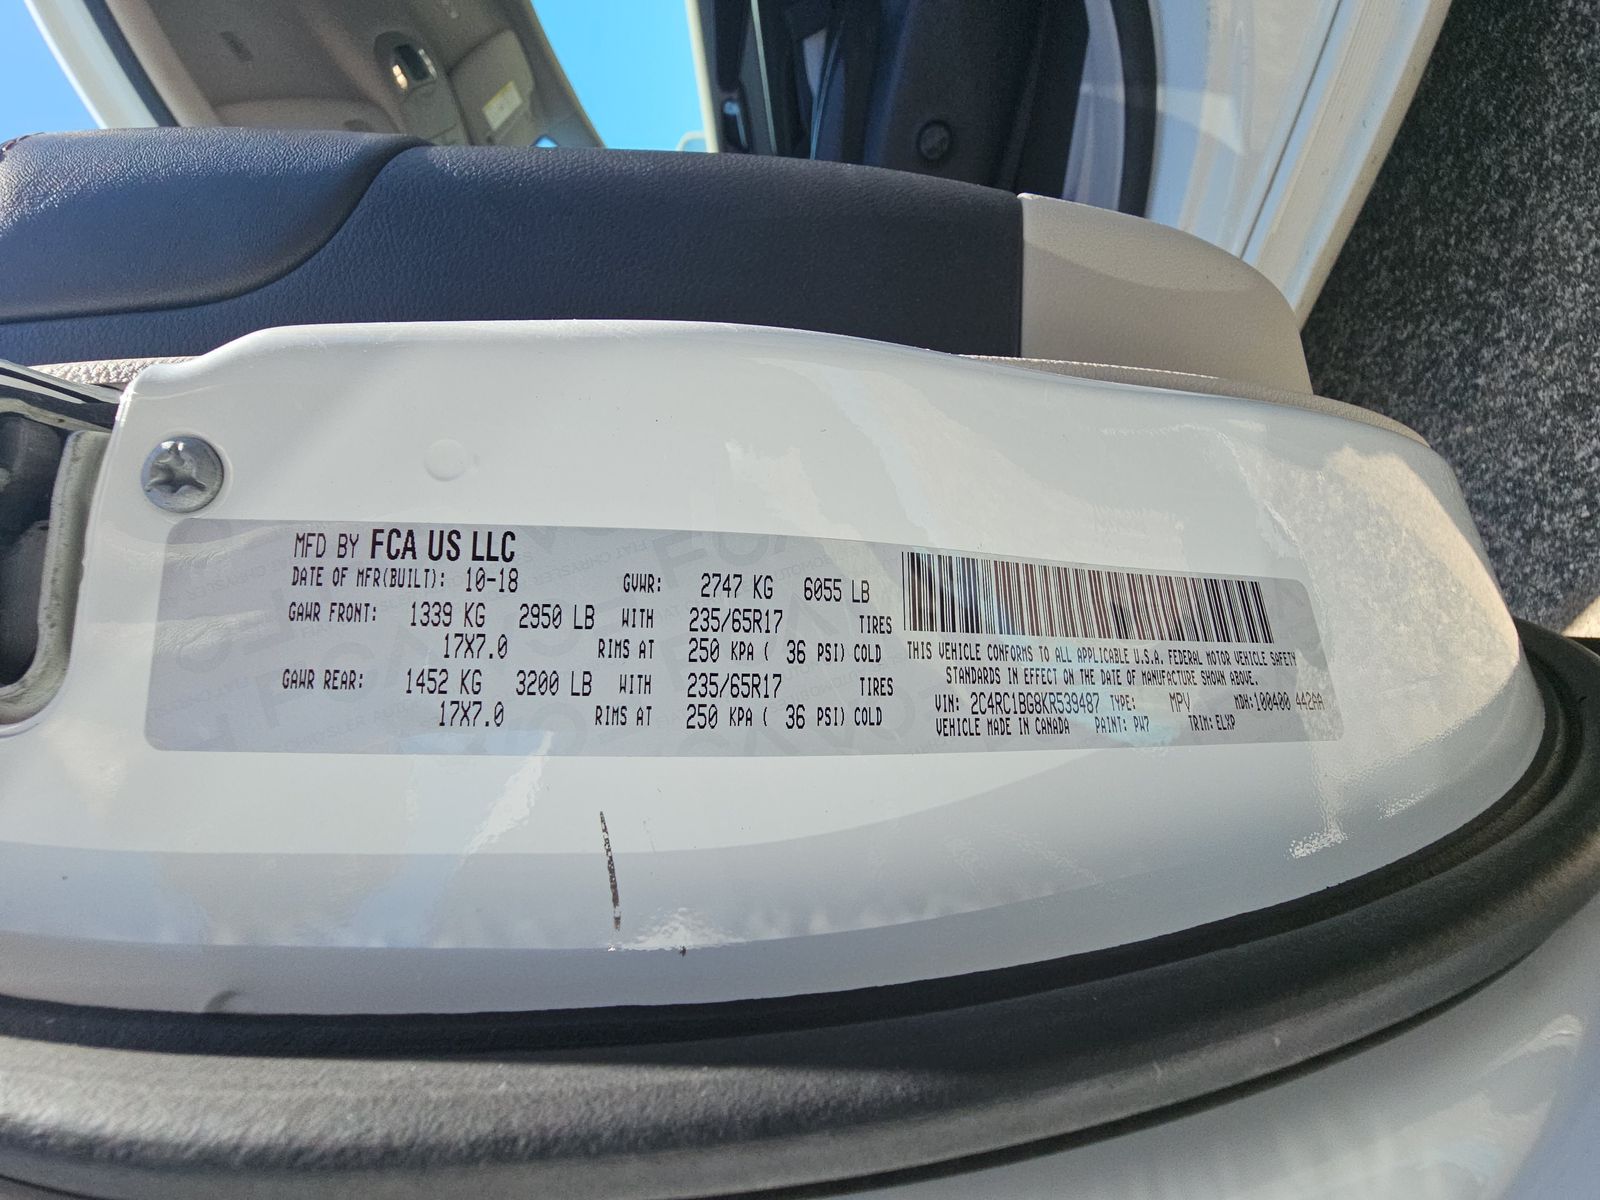 MFD BY FCA US LLC
DATE OF MFR(BUILT): 10-18 GVWR: 2747 KG 6055 LB
GAWR FRONT: 1339 KG 2950 LB WITH 235/65R17 TIRES
17X7.0 RIMS AT 250 KPA ( 36 PSI) COLD
GAWR REAR: 1452 KG 3200 LB WITH 235/65R17 TIRES
17X7.0 RIMS AT 250 KPA ( 36 PSI) COLD
THIS VEHICLE CONFORMS TO ALL APPLICABLE U.S.A. FEDERAL MOTOR VEHICLE SAFETY
STANDARDS IN EFFECT ON THE DATE OF MANUFACTURE SHOWN ABOVE.
VIN: 2C4RC1BG8KR539487 TYPE: MPV MDH:100400 442AA
VEHICLE MADE IN CANADA PAINT: PW7 TRIM: ELXP